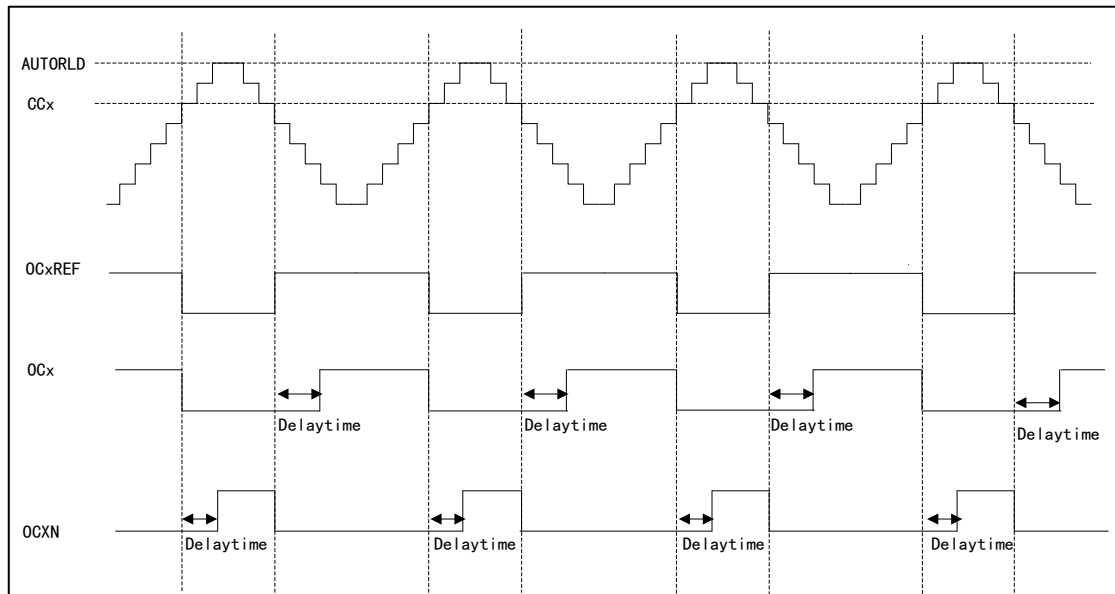 AUTORLD
CCx
OCxREF
OCx
Delaytime
Delaytime
Delaytime
Delaytime
OCXN
Delaytime
Delaytime
Delaytime
Delaytime